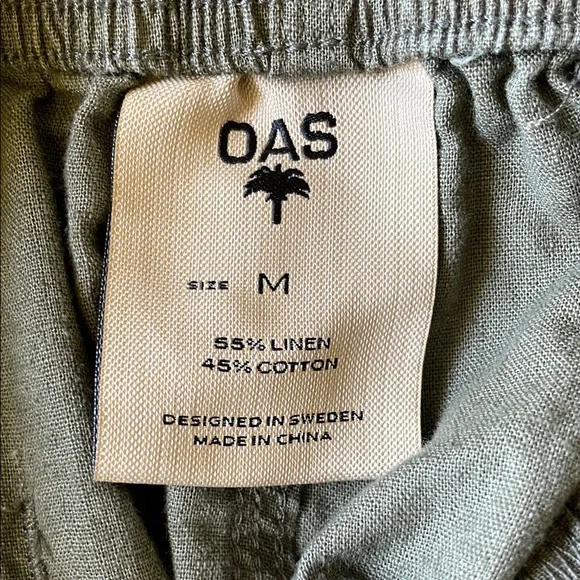 OAS
SIZE M
55% LINEN
45% COTTON
DESIGNED IN SWEDEN
MADE IN CHINA